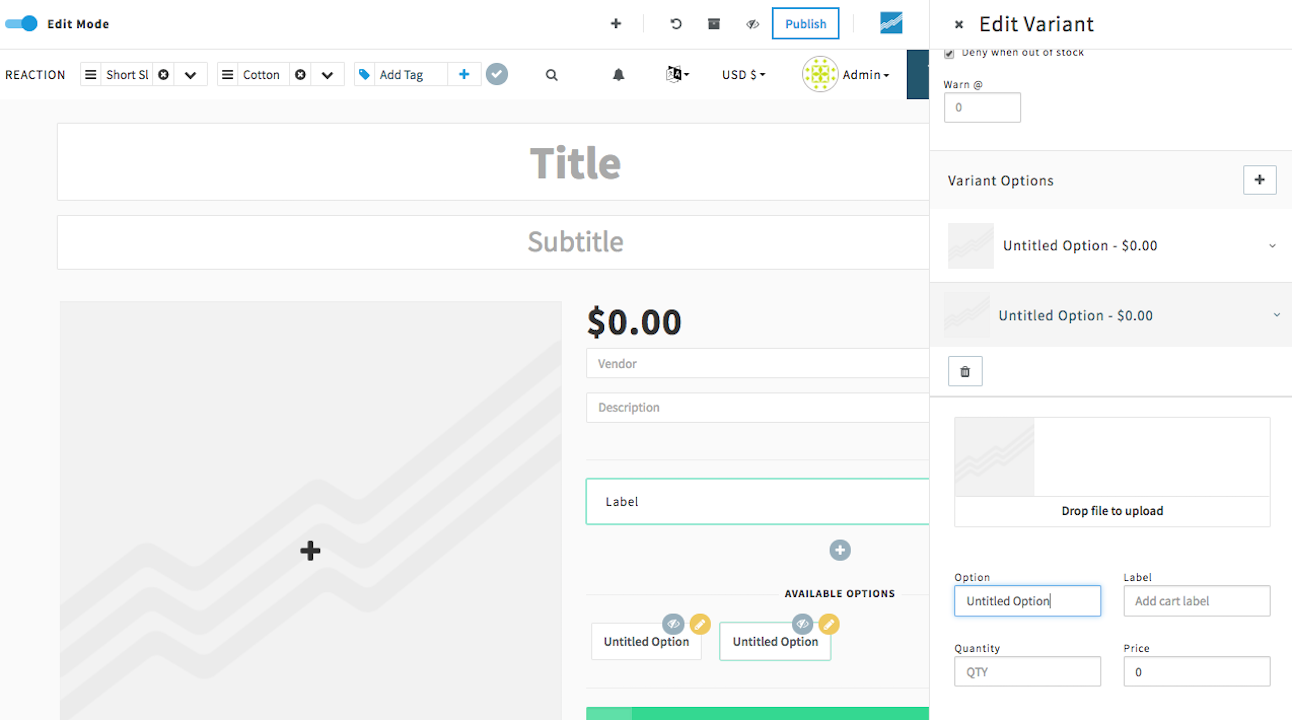 Edit Mode
Publish
REACTION
Short Sl
Cotton
Add Tag
USD $
Admin
Title
Subtitle
$0.00
Vendor
Description
Label
AVAILABLE OPTIONS
Untitled Option
Untitled Option
Edit Variant
Deny when out of stock
Warn @
0
Variant Options
Untitled Option - $0.00
Untitled Option - $0.00
Drop file to upload
Option
Label
Untitled Option
Add cart label
Quantity
Price
QTY
0